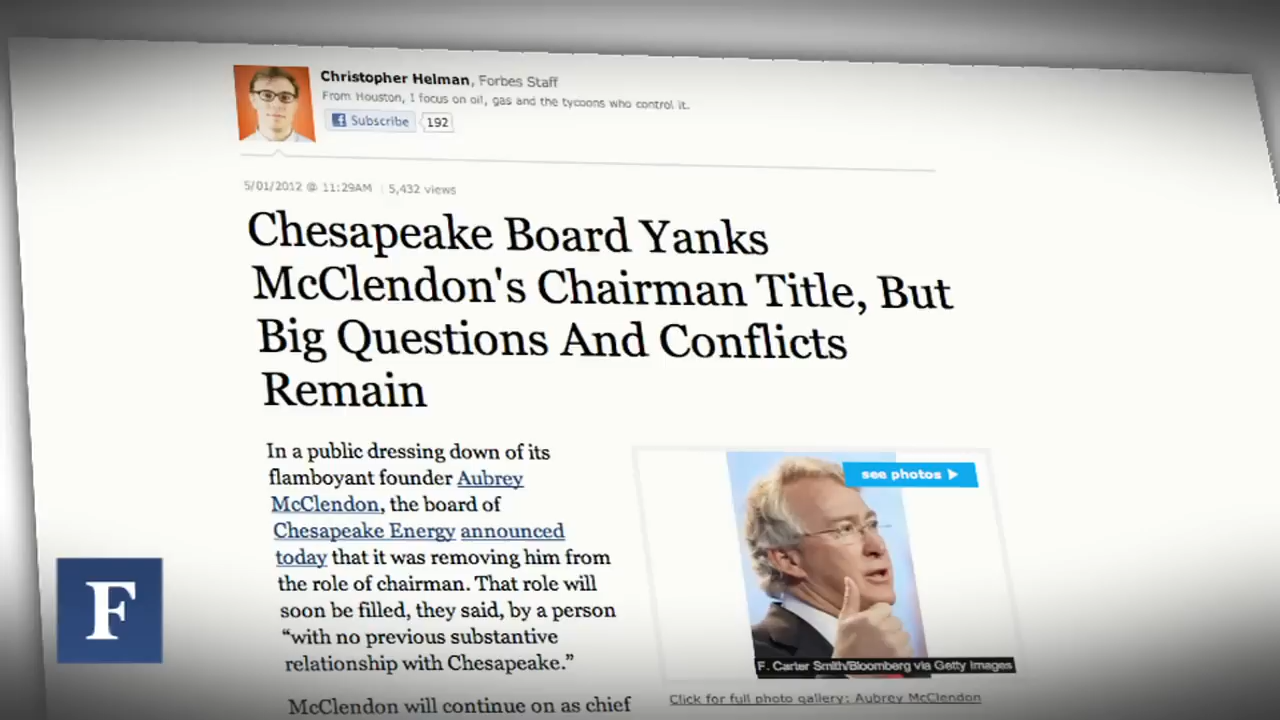 Christopher Helman, Forbes Staff
From Houston, I focus on oil, gas and the tycoons who control it.
Subscribe 192
5/01/2012 @ 11:29AM | 5,432 views
Chesapeake Board Yanks
McClendon's Chairman Title, But
Big Questions And Conflicts
Remain
In a public dressing down of its
flamboyant founder Aubrey
McClendon, the board of
Chesapeake Energy announced
today that it was removing him from
the role of chairman. That role will
soon be filled, they said, by a person
“with no previous substantive
relationship with Chesapeake.”
McClendon will continue on as chief
see photos
F. Carter Smith/Bloomberg via Getty Images
Click for full photo gallery: Aubrey McClendon
F